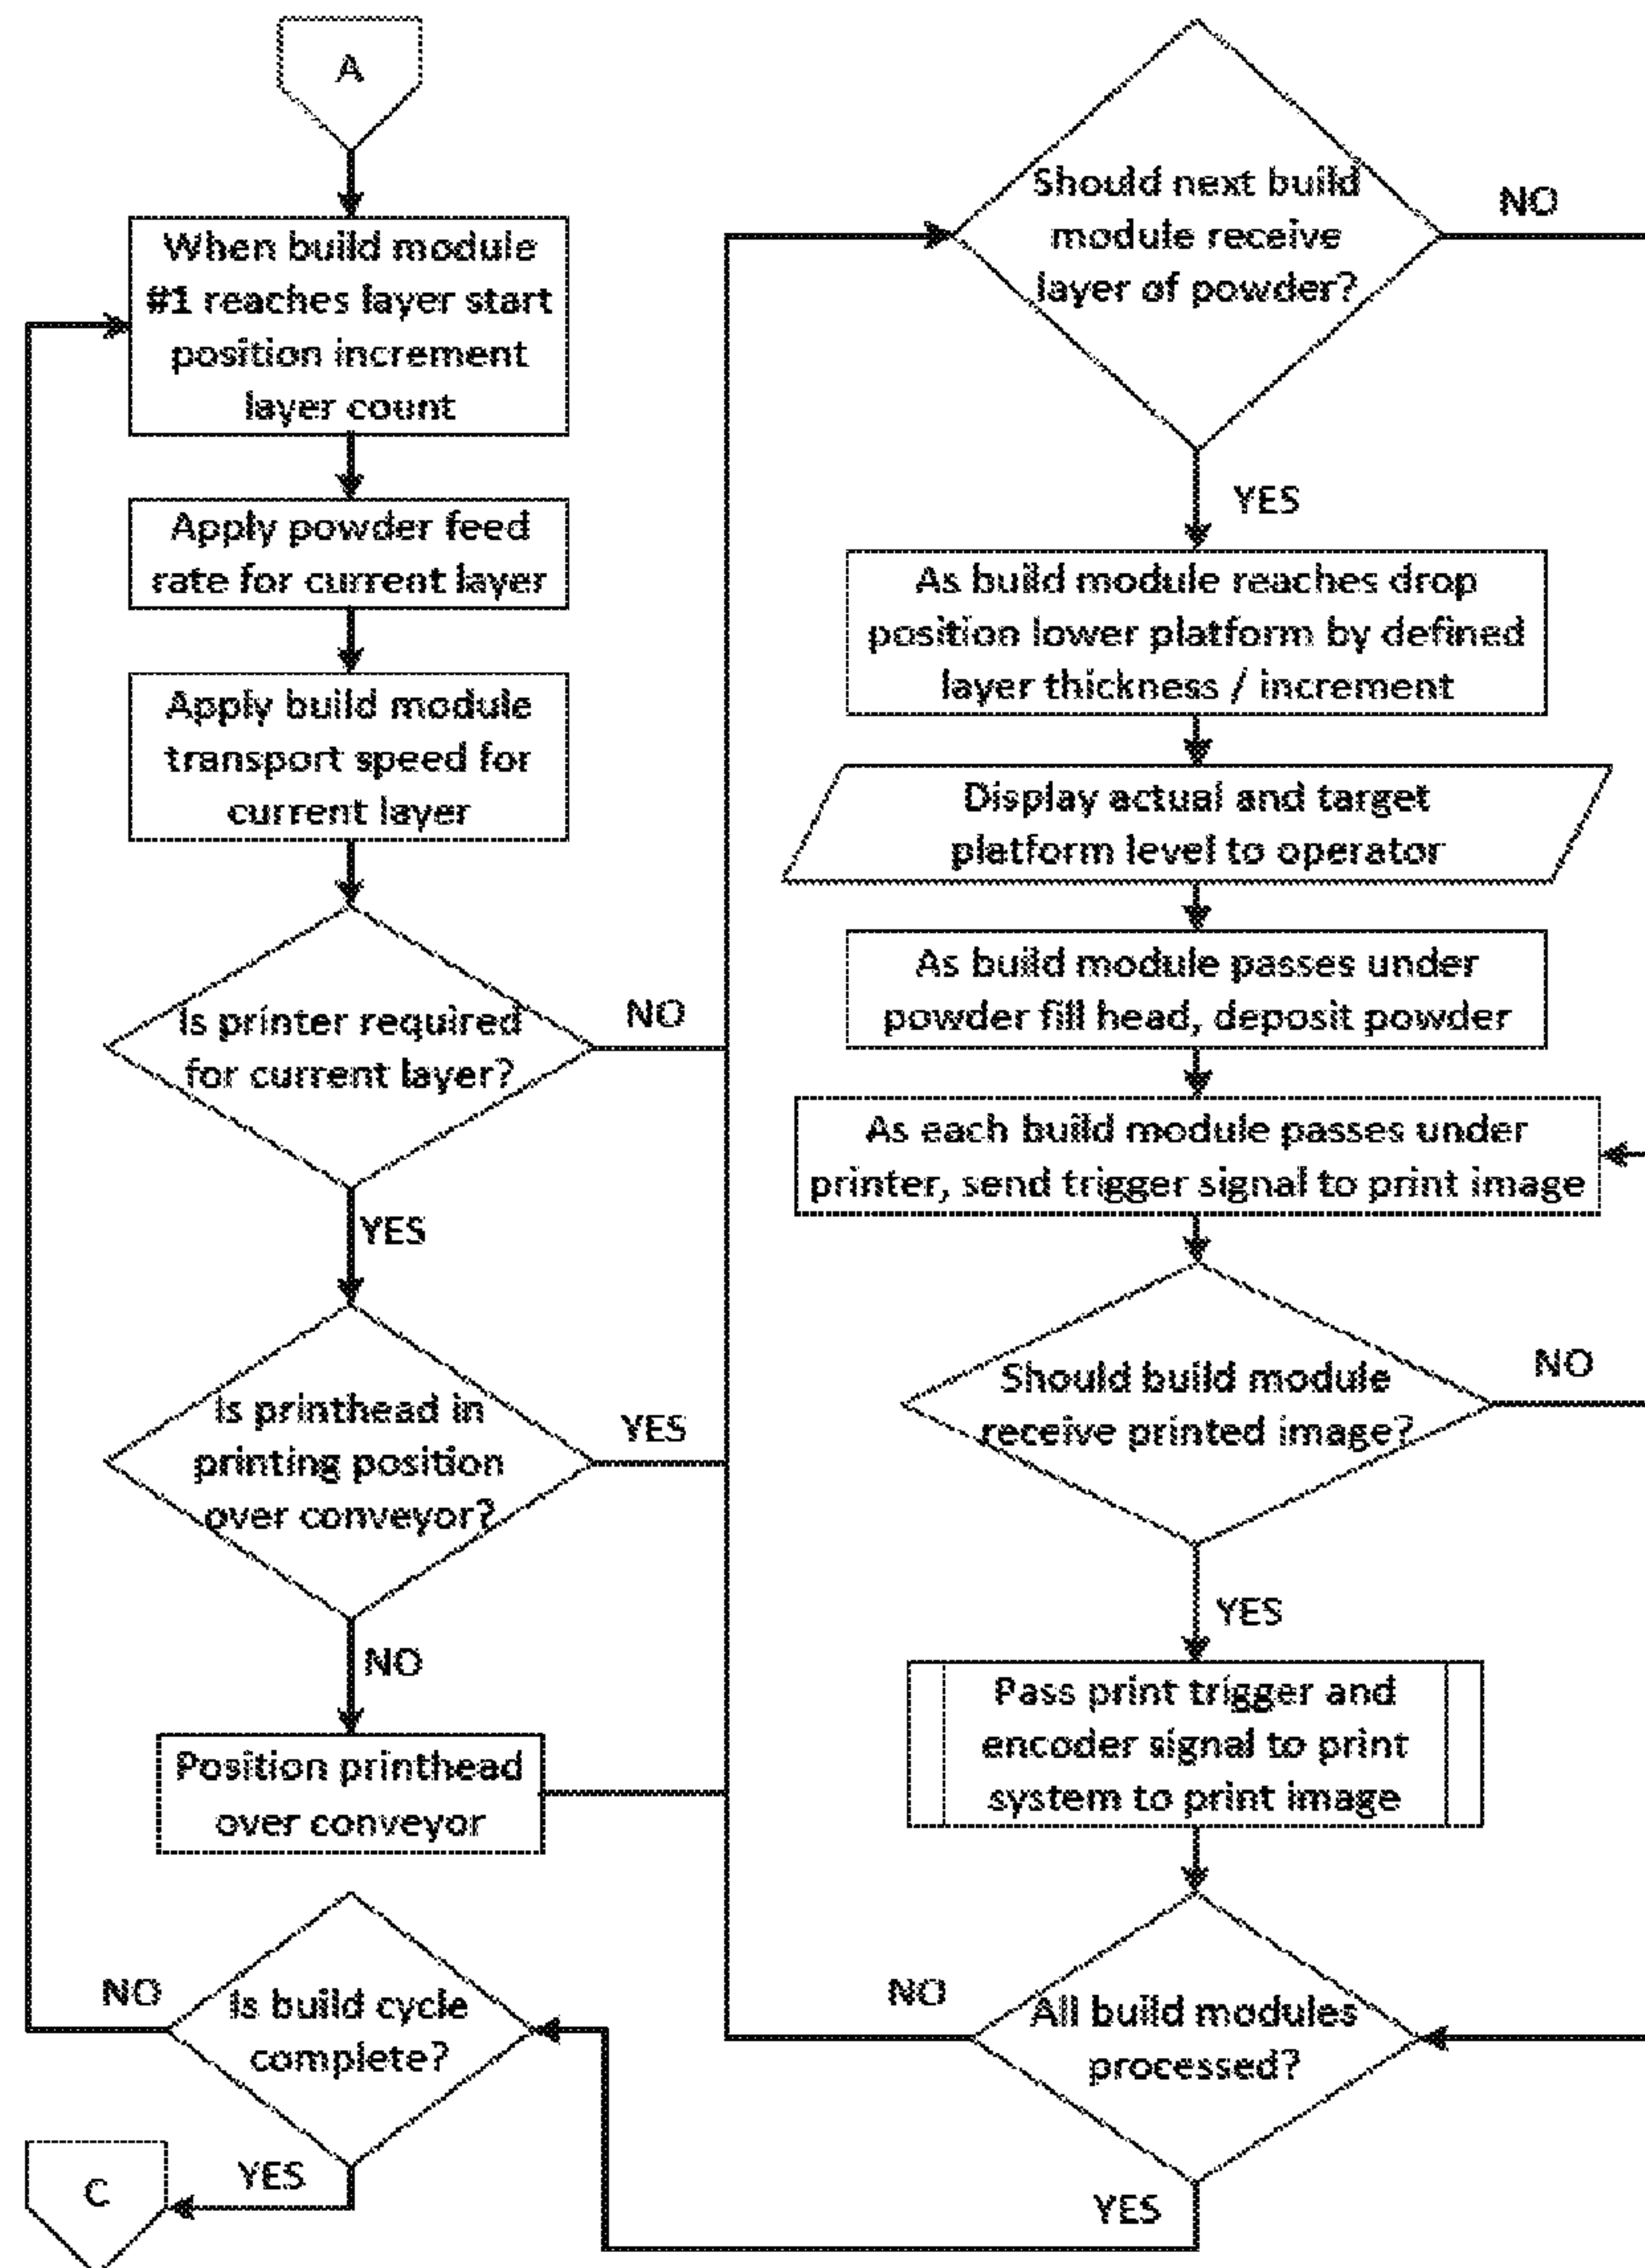 A
When build module
#1 reaches layer start
position increment
layer count
Apply powder feed
rate for current layer
Apply build module
transport speed for
current layer
Is printer required
for current layer?
NO
YES
Is printhead in
printing position
over conveyor?
YES
NO
Position printhead
over conveyor
Is build cycle
complete?
NO
YES
C
Should next build
module receive
layer of powder?
NO
YES
As build module reaches drop
position lower platform by defined
layer thickness / increment
Display actual and target
platform level to operator
As build module passes under
powder fill head, deposit powder
As each build module passes under
printer, send trigger signal to print image
Should build module
receive printed image?
NO
YES
Pass print trigger and
encoder signal to print
system to print image
All build modules
processed?
NO
YES